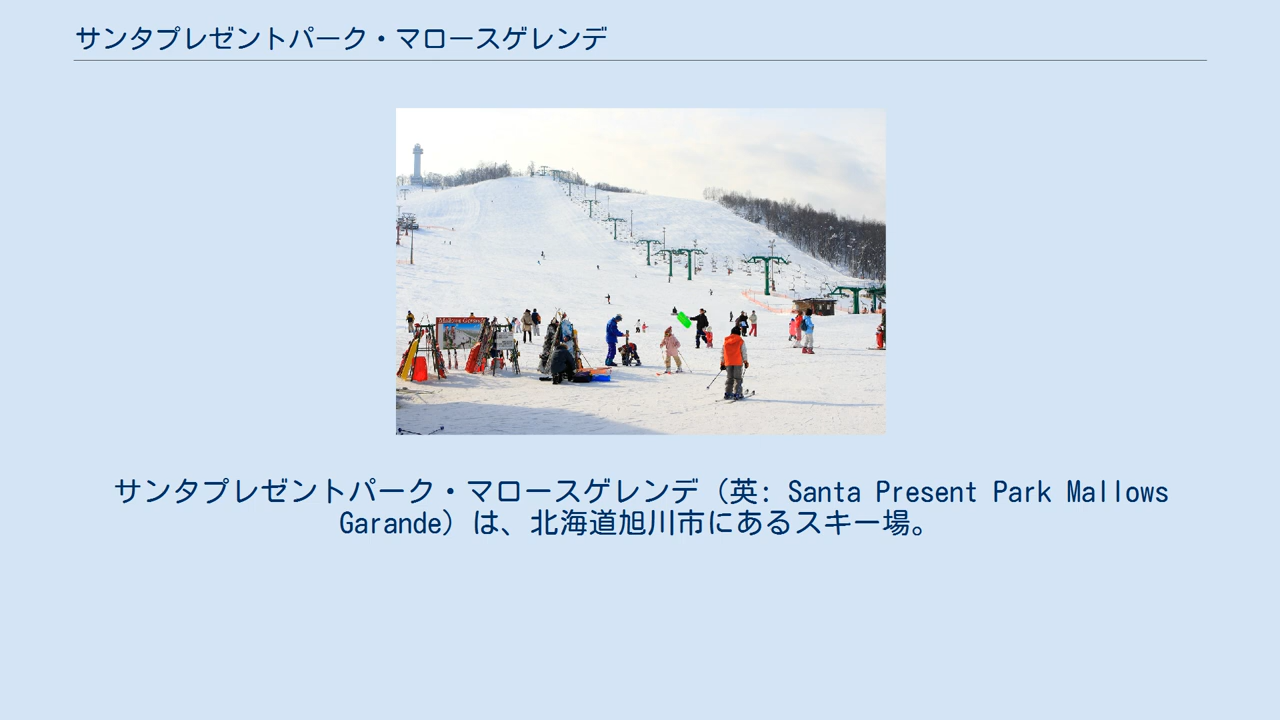 サンタプレゼントパーク・マロースゲレンデ
Mallows Garande
サンタプレゼントパーク・マロースゲレンデ（英: Santa Present Park Mallows
Garande）は、北海道旭川市にあるスキー場。